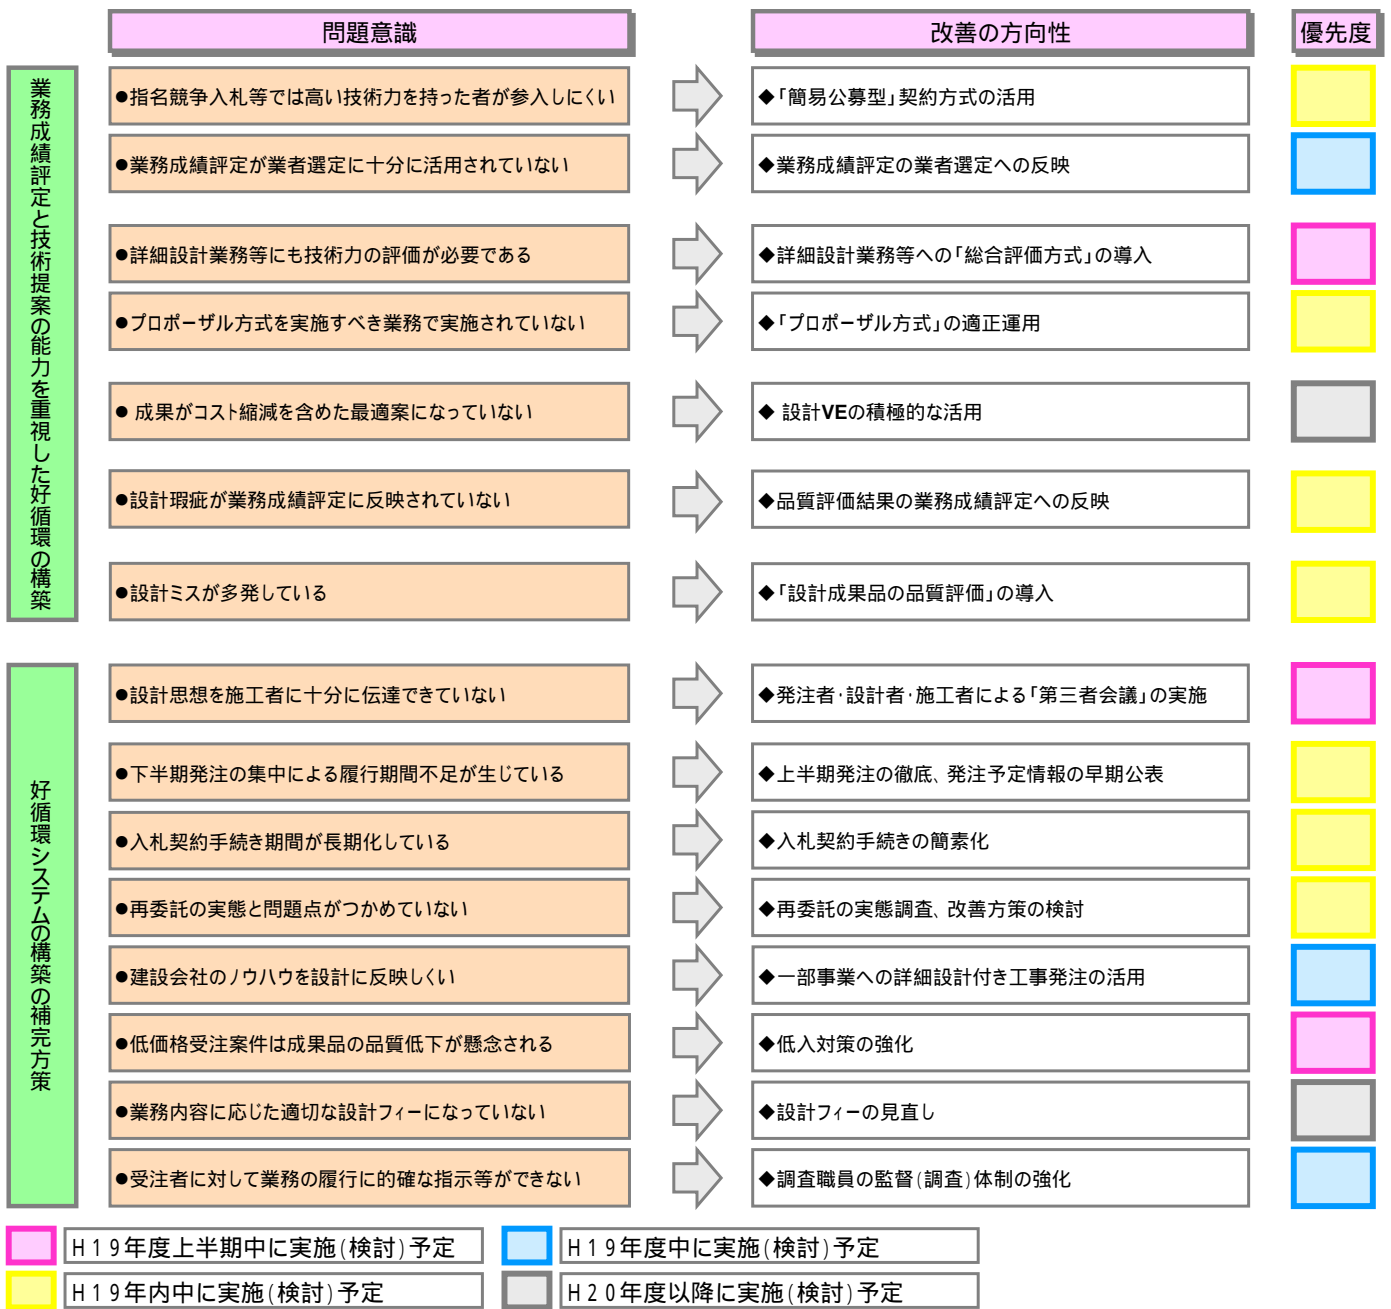 問題意識
改善の方向性
優先度
業務成績評定と技術提案の能力を重視した好循環の構築
●指名競争入札等では高い技術力を持った者が参入しにくい
◆「簡易公募型」契約方式の活用
●業務成績評定が業者選定に十分に活用されていない
◆業務成績評定の業者選定への反映
●詳細設計業務等にも技術力の評価が必要である
◆詳細設計業務等への「総合評価方式」の導入
●プロポーザル方式を実施すべき業務で実施されていない
◆「プロポーザル方式」の適正運用
● 成果がコスト縮減を含めた最適案になっていない
◆ 設計VEの積極的な活用
●設計瑕疵が業務成績評定に反映されていない
◆品質評価結果の業務成績評定への反映
●設計ミスが多発している
◆「設計成果品の品質評価」の導入
好循環システムの構築の補完方策
●設計思想を施工者に十分に伝達できていない
◆発注者・設計者・施工者による「第三者会議」の実施
●下半期発注の集中による履行期間不足が生じている
◆上半期発注の徹底、発注予定情報の早期公表
●入札契約手続き期間が長期化している
◆入札契約手続きの簡素化
●再委託の実態と問題点がつかめていない
◆再委託の実態調査、改善方策の検討
●建設会社のノウハウを設計に反映しくい
◆一部事業への詳細設計付き工事発注の活用
●低価格受注案件は成果品の品質低下が懸念される
◆低入対策の強化
●業務内容に応じた適切な設計フィーになっていない
◆設計フィーの見直し
●受注者に対して業務の履行に的確な指示等ができない
◆調査職員の監督(調査)体制の強化
H19年度上半期中に実施(検討)予定
H19年度中に実施(検討)予定
H19年内中に実施(検討)予定
H20年度以降に実施(検討)予定